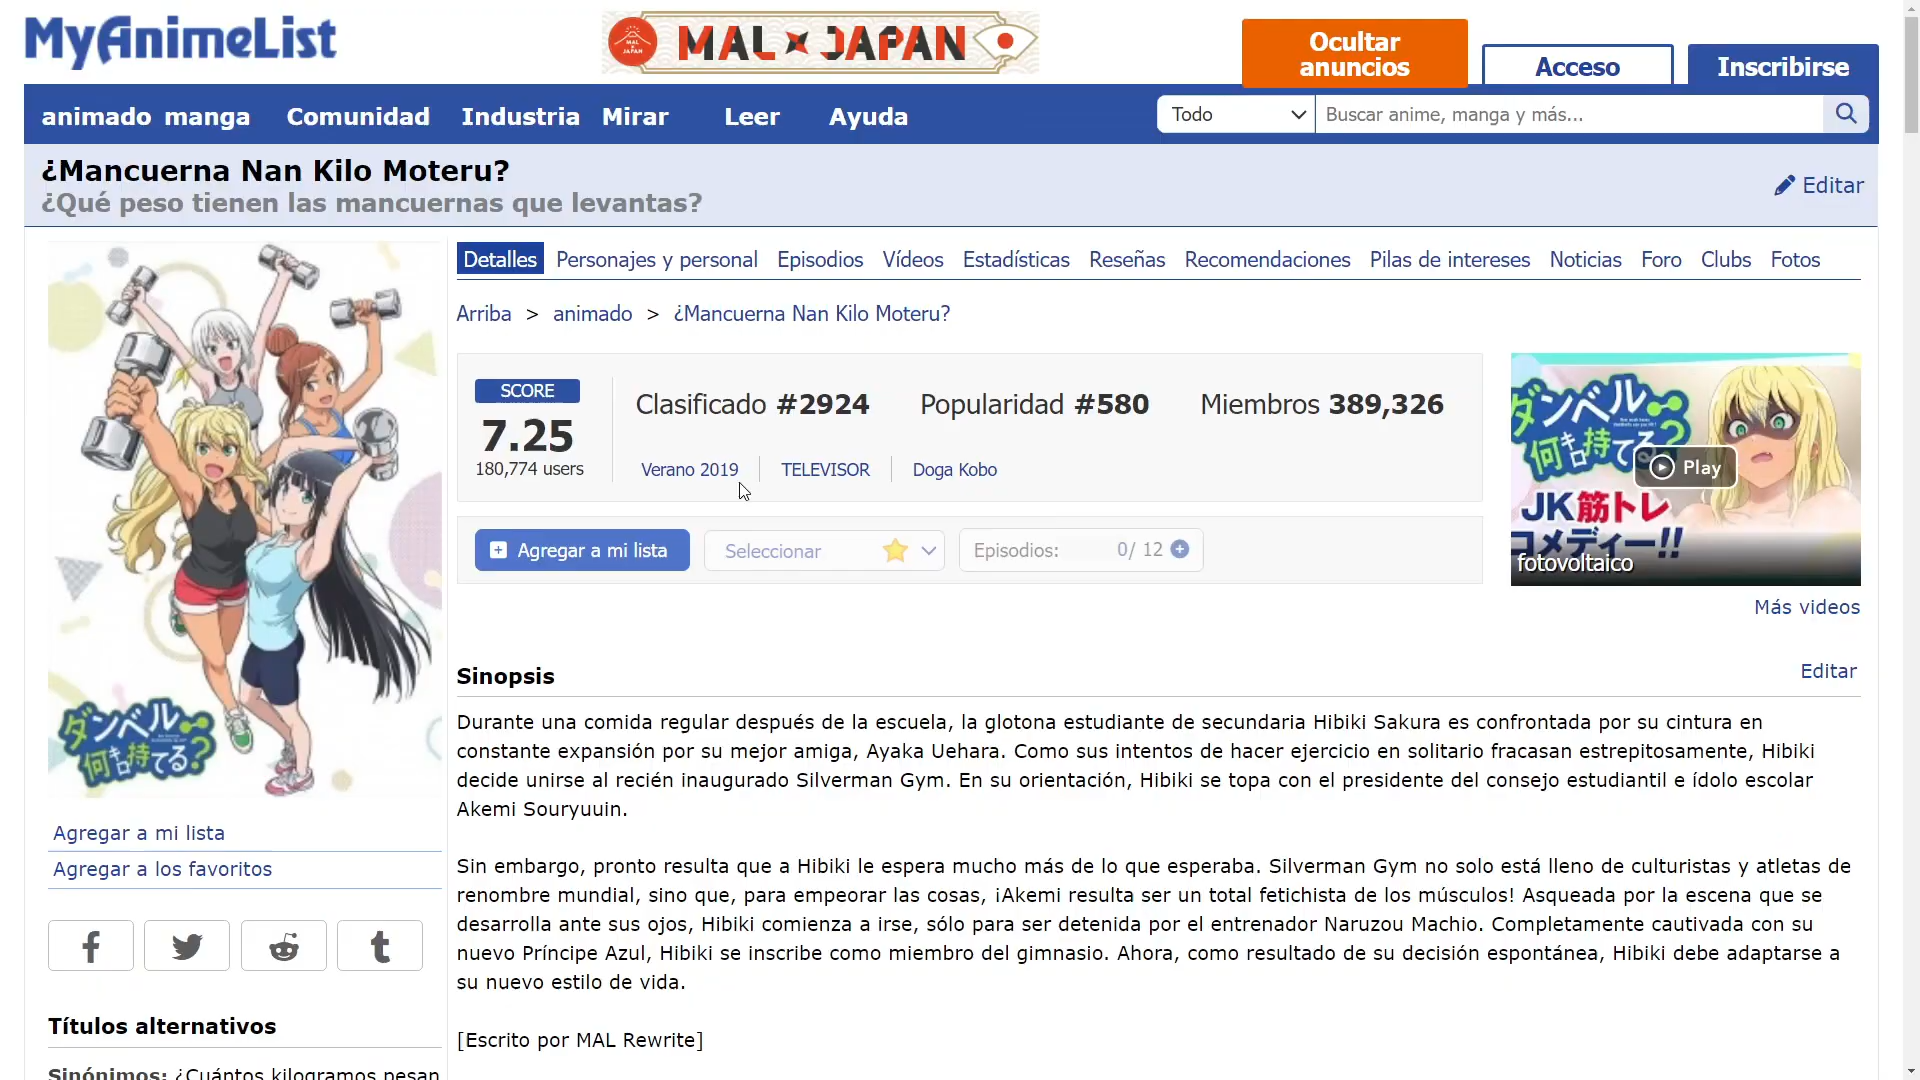 MyAnimeList
MAL x JAPAN
MAL x JAPAN
Ocultar anuncios
Acceso
Inscribirse
animado manga Comunidad Industria Mirar Leer Ayuda
Todo
Buscar anime, manga y más...
¿Mancuerna Nan Kilo Moteru?
¿Qué peso tienen las mancuernas que levantas?
Editar
Detalles Personajes y personal Episodios Vídeos Estadísticas Reseñas Recomendaciones Pilas de intereses Noticias Foro Clubs Fotos
Arriba > animado > ¿Mancuerna Nan Kilo Moteru?
SCORE
7.25
180,774 users
Clasificado #2924 Popularidad #580 Miembros 389,326
Verano 2019 TELEVISOR Doga Kobo
Agregar a mi lista
Seleccionar
Episodios: 0/ 12
ダンベル
何キロ持てる?
Play
JK筋トレ
コメディー!!
fotovoltaico
Más videos
Sinopsis
Editar
Durante una comida regular después de la escuela, la glotona estudiante de secundaria Hibiki Sakura es confrontada por su cintura en
constante expansión por su mejor amiga, Ayaka Uehara. Como sus intentos de hacer ejercicio en solitario fracasan estrepitosamente, Hibiki
decide unirse al recién inaugurado Silverman Gym. En su orientación, Hibiki se topa con el presidente del consejo estudiantil e ídolo escolar
Akemi Souryuuin.
Sin embargo, pronto resulta que a Hibiki le espera mucho más de lo que esperaba. Silverman Gym no solo está lleno de culturistas y atletas de
renombre mundial, sino que, para empeorar las cosas, ¡Akemi resulta ser un total fetichista de los músculos! Asqueada por la escena que se
desarrolla ante sus ojos, Hibiki comienza a irse, sólo para ser detenida por el entrenador Naruzou Machio. Completamente cautivada con su
nuevo Príncipe Azul, Hibiki se inscribe como miembro del gimnasio. Ahora, como resultado de su decisión espontánea, Hibiki debe adaptarse a
su nuevo estilo de vida.
[Escrito por MAL Rewrite]
ダンベル
何キロ持てる?
Agregar a mi lista
Agregar a los favoritos
Títulos alternativos
Sinónimos: ¿Cuántos kilogramos pesan